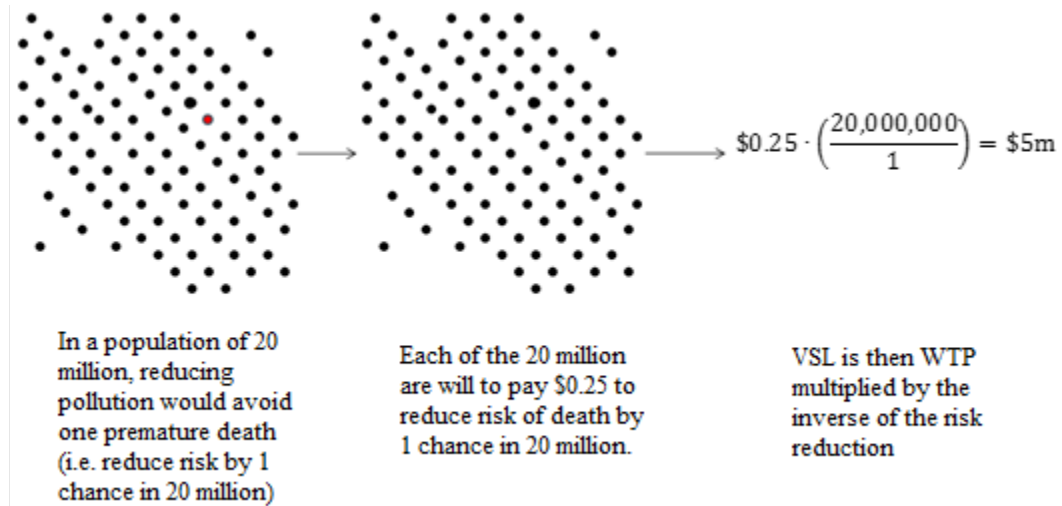 $0.25 · (20,000,000/1) = $5m
In a population of 20
million, reducing
pollution would avoid
one premature death
(i.e. reduce risk by 1
chance in 20 million)
Each of the 20 million
are will to pay $0.25 to
reduce risk of death by
1 chance in 20 million.
VSL is then WTP
multiplied by the
inverse of the risk
reduction